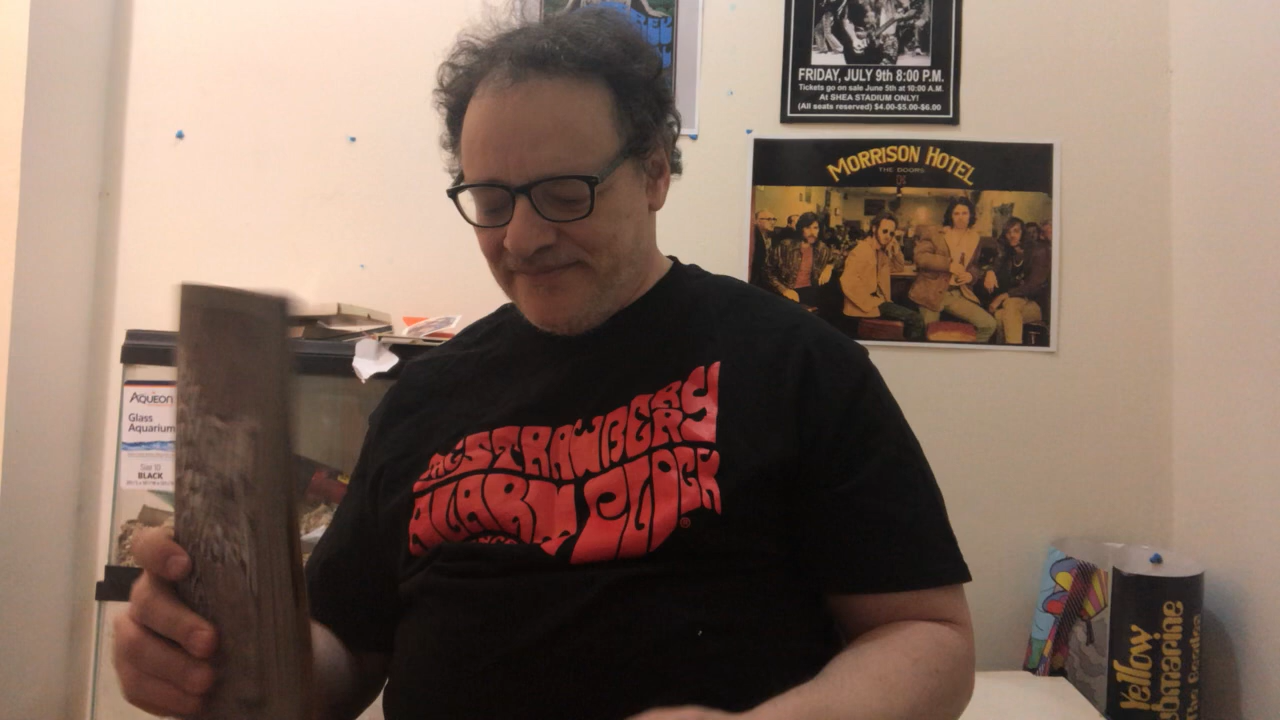 FRIDAY, JULY 9th 8:00 P.M.
Tickets go on sale June 5th at 10:00 A.M.
At SHEA STADIUM ONLY!
(All seats reserved) $4.00-$5.00-$6.00
MORRISON HOTEL
THE DOORS
AQUEON
Glass
Aquarium
Size 10
BLACK
STRAWBERRY
ALARM CLOCK
®
Yellow
Submarine
The Beatles